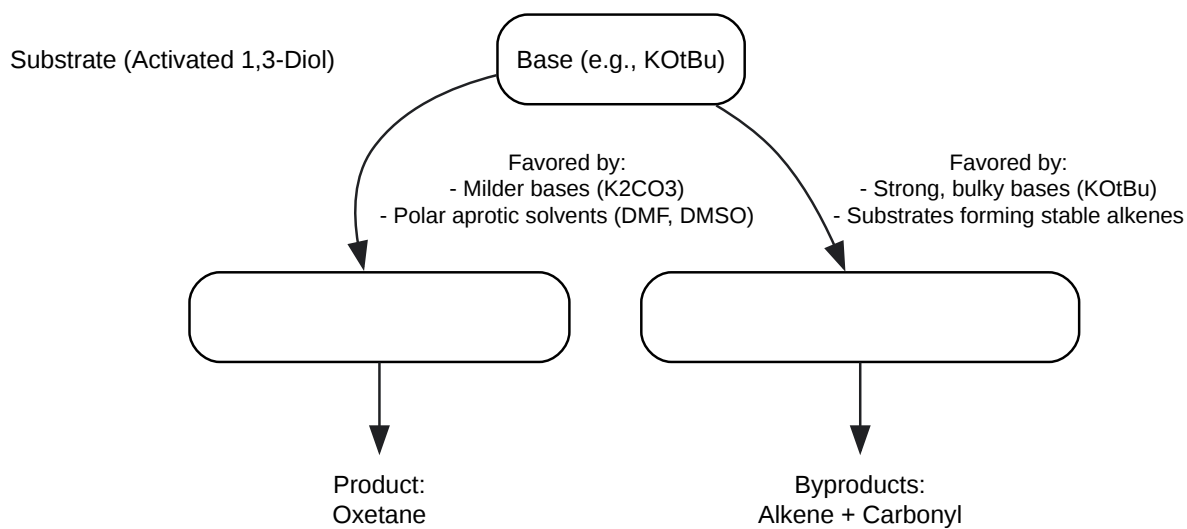 Substrate (Activated 1,3-Diol)
Base (e.g., KOtBu)
Favored by:
- Milder bases (K2CO3)
- Polar aprotic solvents (DMF, DMSO)
Favored by:
- Strong, bulky bases (KOtBu)
- Substrates forming stable alkenes
Product:
Oxetane
Byproducts:
Alkene + Carbonyl